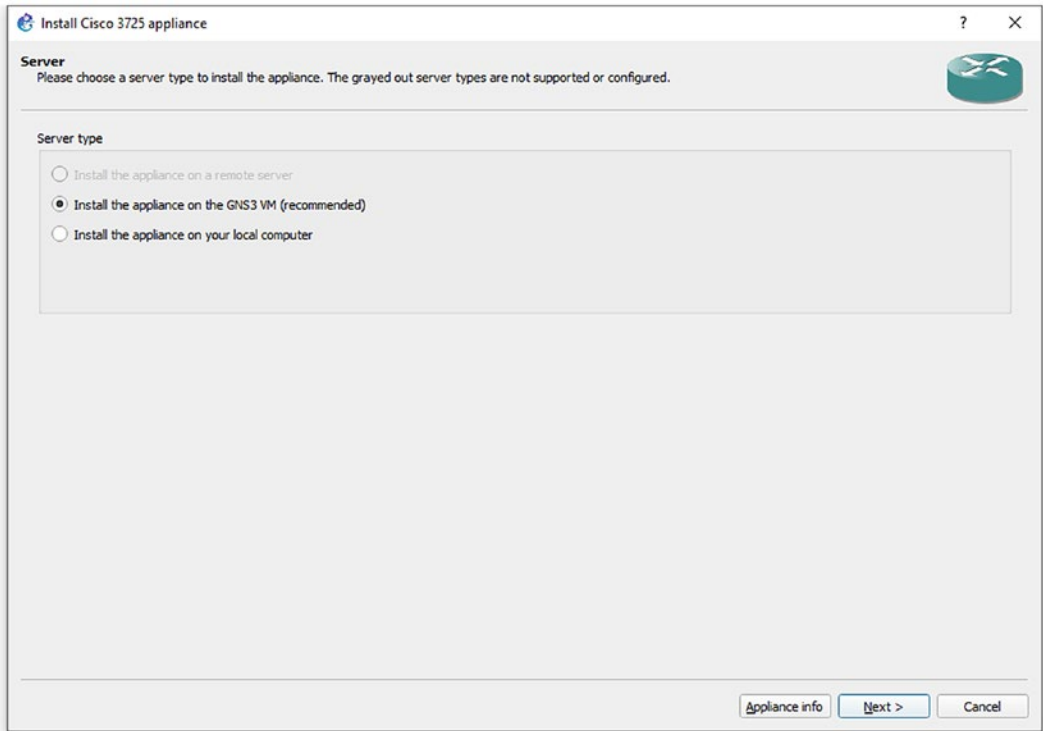 Install Cisco 3725 appliance
?
Server
Please choose a server type to install the appliance. The grayed out server types are not supported or configured.
Server type
Install the appliance on a remote server
Install the appliance on the GNS3 VM (recommended)
Install the appliance on your local computer
Appliance info
Next >
Cancel